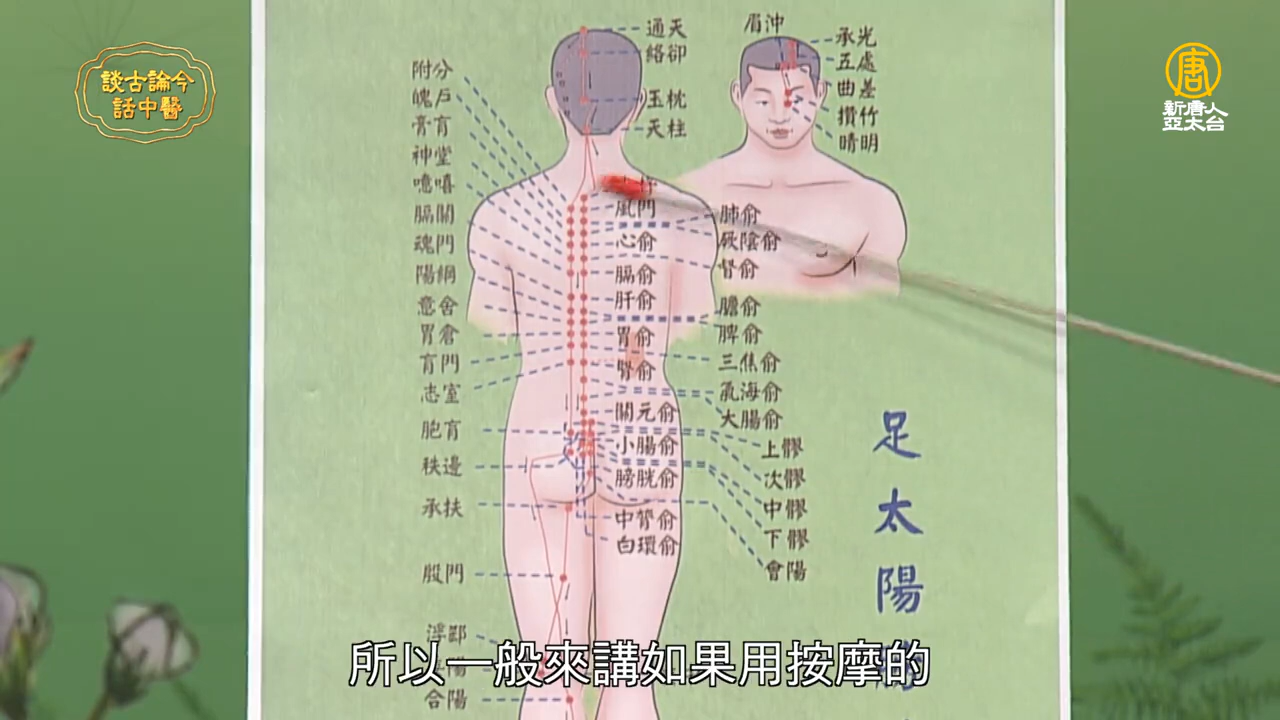 談古論今
話中醫
唐
新唐人
亞太台
通天
絡卻
玉枕
天柱
眉沖
承光
五處
曲差
攢竹
睛明
附分
魄戶
膏肓
神堂
噫嘻
膈關
魂門
陽綱
意舍
胃倉
肓門
志室
胞肓
秩邊
承扶
殷門
浮郄
合陽
風門
心俞
膈俞
肝俞
胃俞
腎俞
關元俞
小腸俞
膀胱俞
中膂俞
白環俞
肺俞
厥陰俞
督俞
膽俞
脾俞
三焦俞
氣海俞
大腸俞
上髎
次髎
中髎
下髎
會陽
足太陽
所以一般來講如果用按摩的